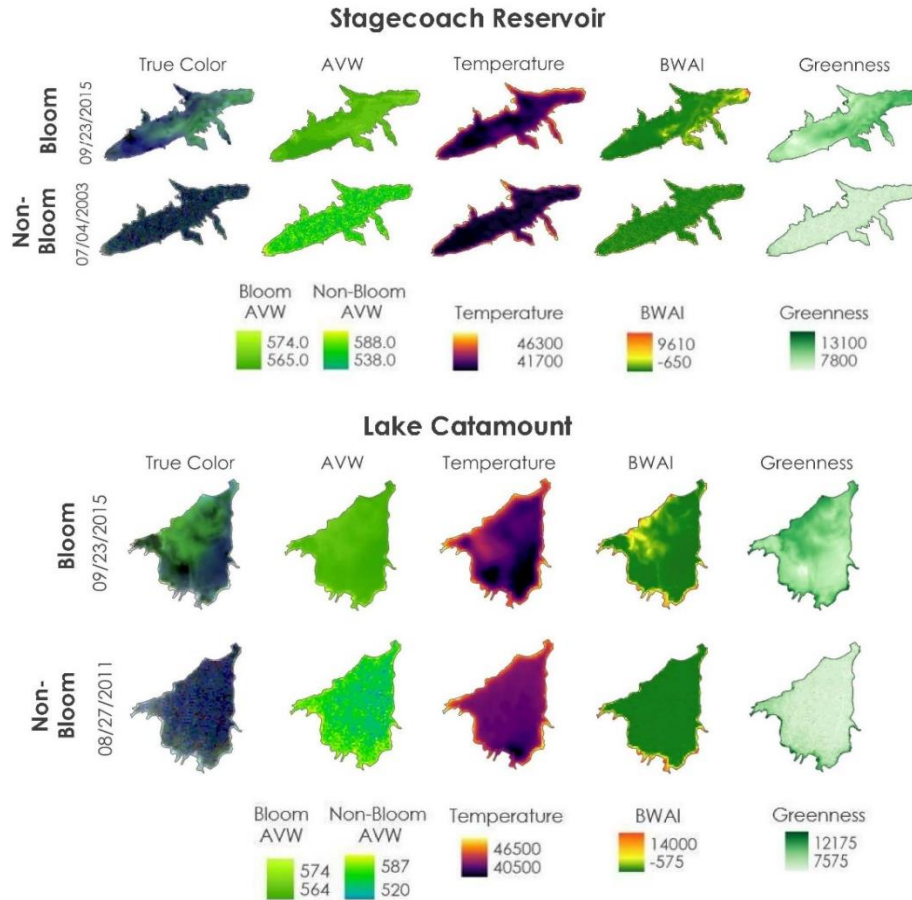 Stagecoach Reservoir
True Color AVW Temperature BWAI Greenness
Bloom
09/23/2015
Non-
Bloom
07/04/2003
Bloom Non-Bloom
AVW AVW Temperature BWAI Greenness
574.0 588.0 46300 9610 13100
565.0 538.0 41700 -650 7800
Lake Catamount
True Color AVW Temperature BWAI Greenness
Bloom
09/23/2015
Non-
Bloom
08/27/2011
Bloom Non-Bloom Temperature BWAI Greenness
AVW AVW
574 587 46500 14000 12175
564 520 40500 -575 7575